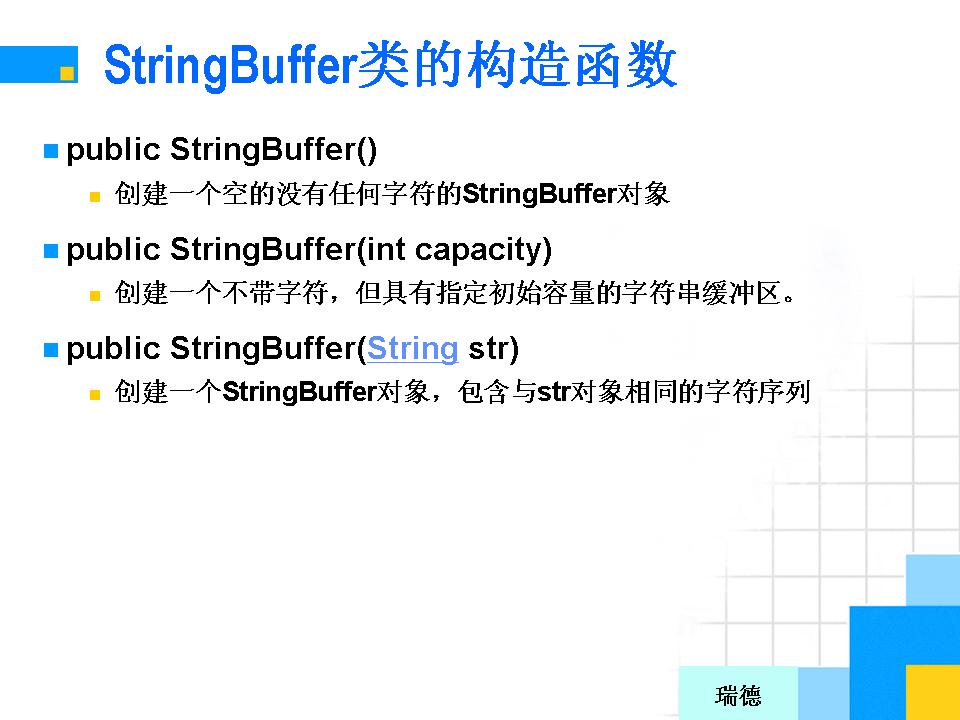 StringBuffer类的构造函数
public StringBuffer()
创建一个空的没有任何字符的StringBuffer对象
public StringBuffer(int capacity)
创建一个不带字符，但具有指定初始容量的字符串缓冲区。
public StringBuffer(String str)
创建一个StringBuffer对象，包含与str对象相同的字符序列
瑞德